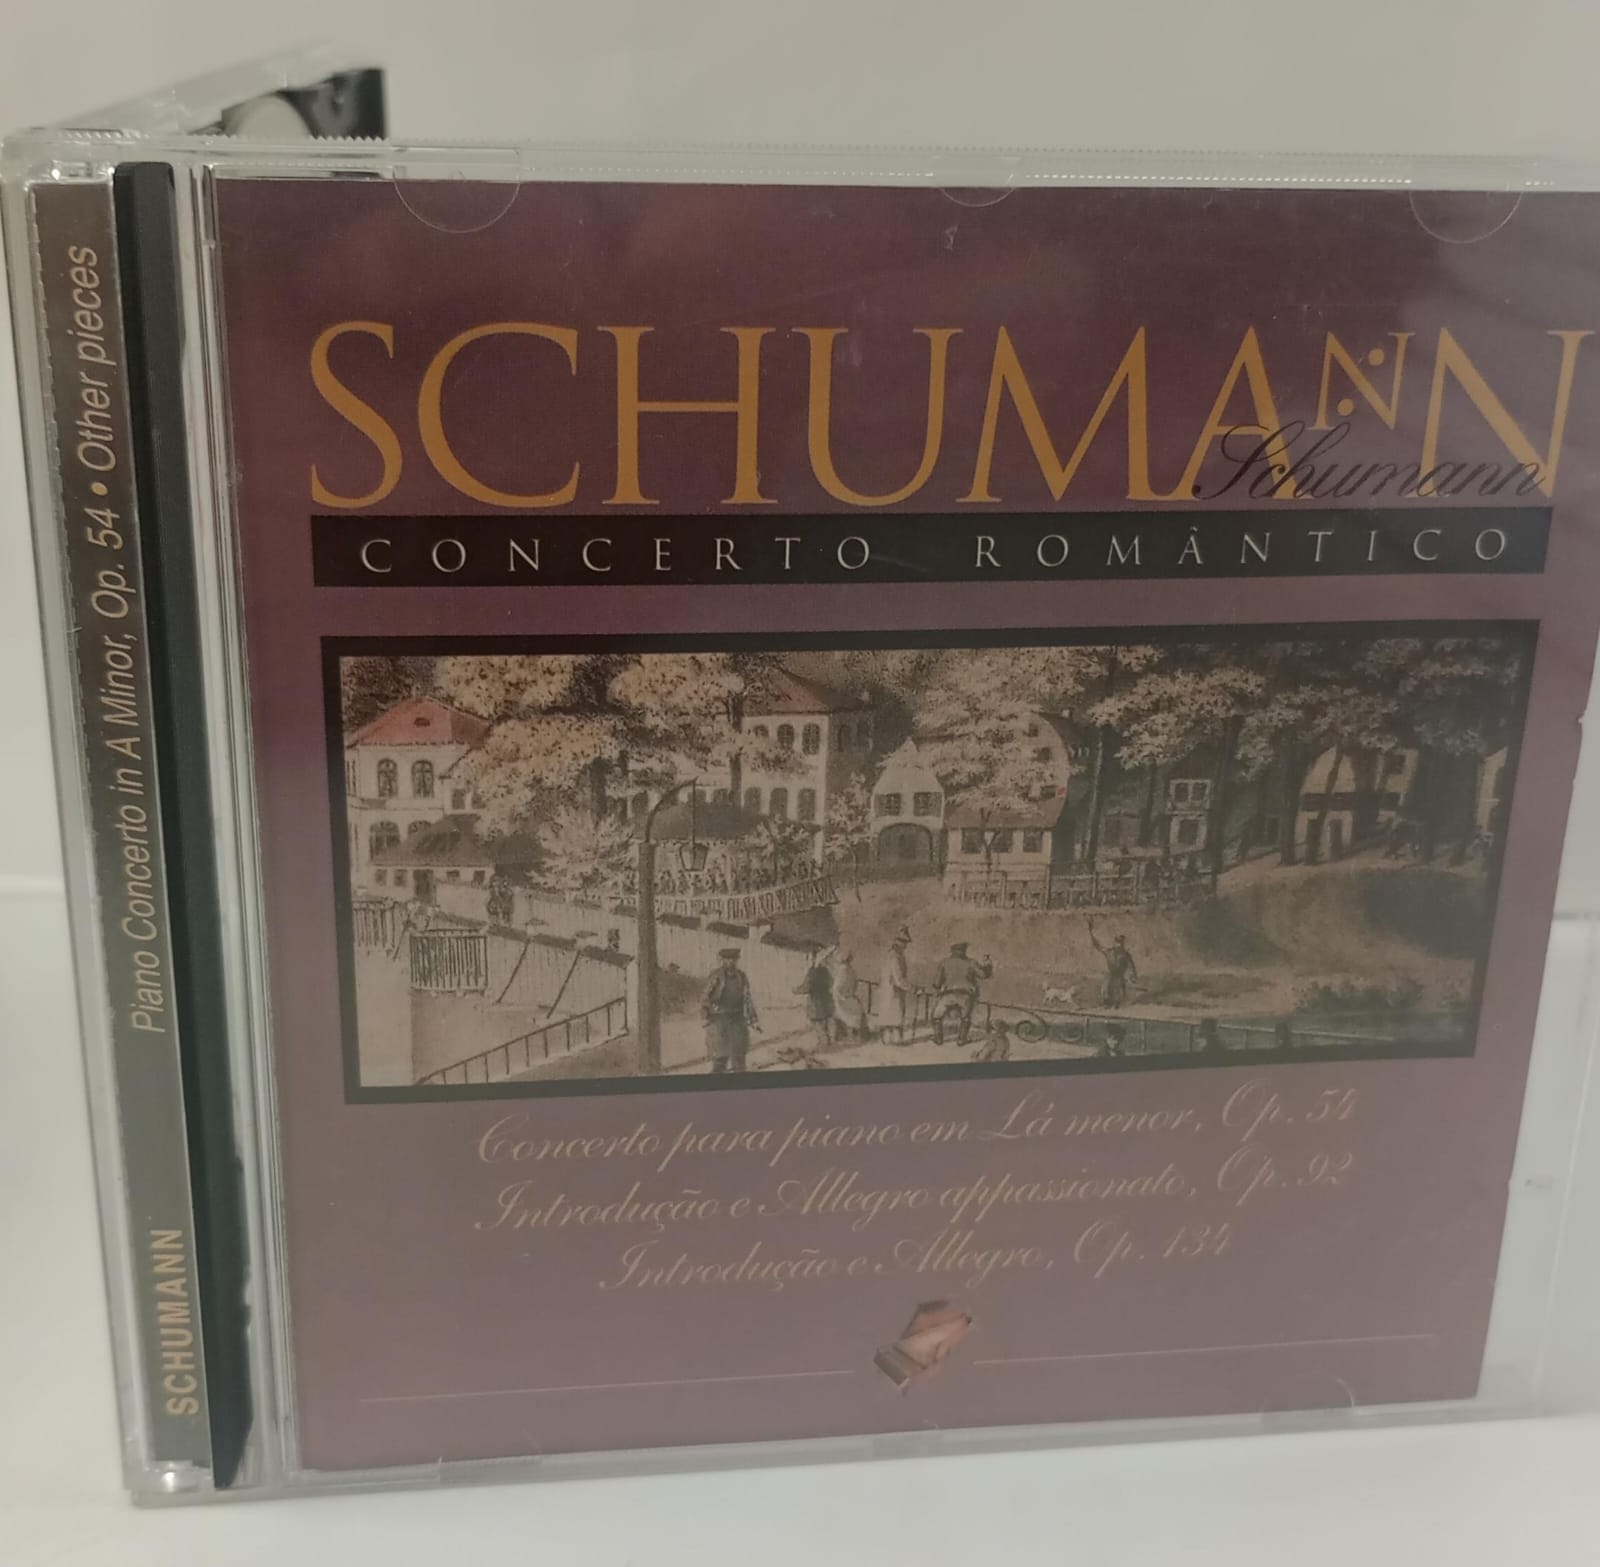 SCHUMANN
Schumann
CONCERTO ROMÂNTICO
Concerto para piano em Lá menor, Op. 54
Introdução e Allegro appassionato, Op. 92
Introdução e Allegro, Op. 134
SCHUMANN Piano Concerto in A Minor, Op. 54 • Other pieces